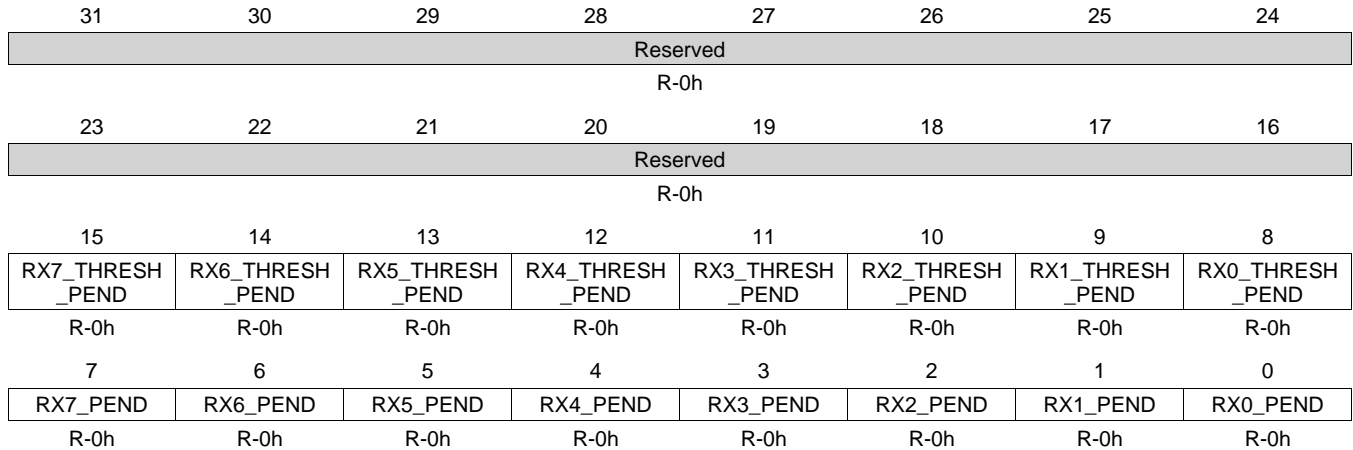 31 30 29 28 27 26 25 24
Reserved
R-0h
23 22 21 20 19 18 17 16
Reserved
R-0h
15 14 13 12 11 10 9 8
RX7_THRESH RX6_THRESH RX5_THRESH RX4_THRESH RX3_THRESH RX2_THRESH RX1_THRESH RX0_THRESH
_PEND _PEND _PEND _PEND _PEND _PEND _PEND _PEND
R-0h R-0h R-0h R-0h R-0h R-0h R-0h R-0h
7 6 5 4 3 2 1 0
RX7_PEND RX6_PEND RX5_PEND RX4_PEND RX3_PEND RX2_PEND RX1_PEND RX0_PEND
R-0h R-0h R-0h R-0h R-0h R-0h R-0h R-0h